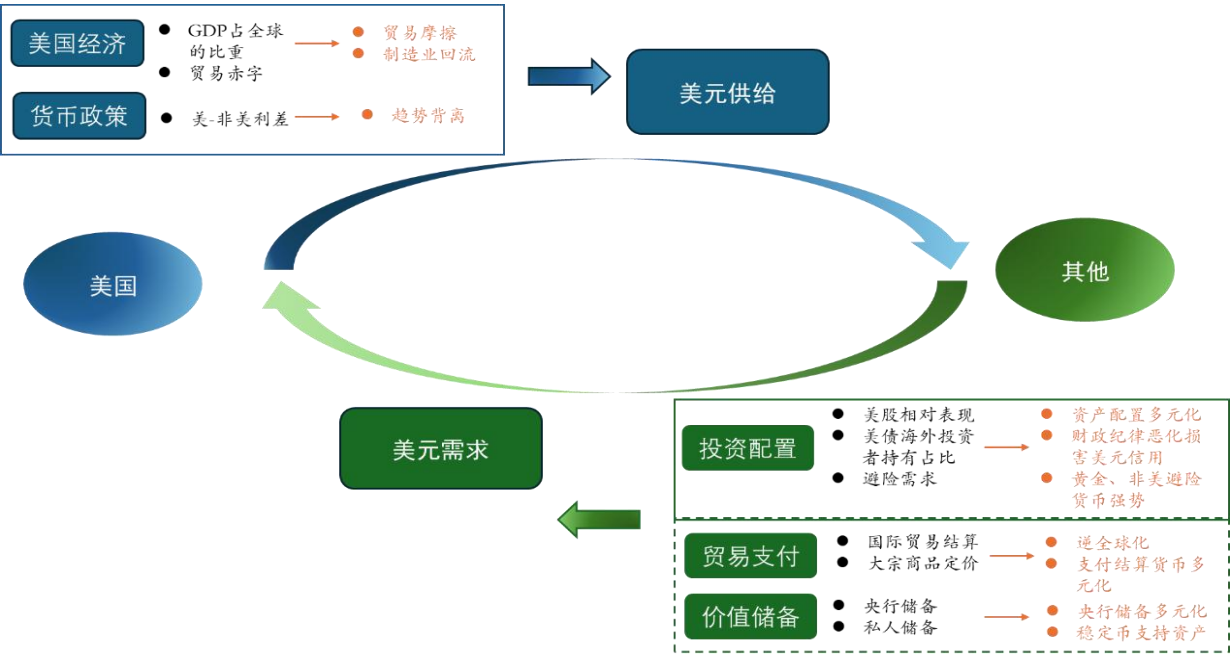 美国经济
GDP占全球
的比重
贸易赤字
贸易摩擦
制造业回流
货币政策
美-非美利差
趋势背离
美元供给
美国
其他
美元需求
投资配置
美股相对表现
美债海外投资
者持有占比
避险需求
资产配置多元化
财政纪律恶化损
害美元信用
黄金、非美避险
货币强势
贸易支付
国际贸易结算
大宗商品定价
逆全球化
支付结算货币多
元化
价值储备
央行储备
私人储备
央行储备多元化
稳定币支持资产